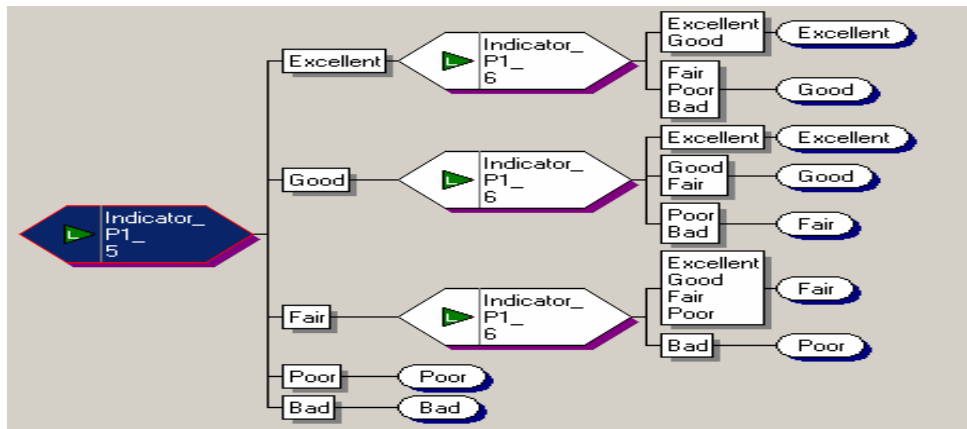 Excellent
Indicator_
P1_
6
Excellent
Good
Excellent
Fair
Poor
Bad
Good
Good
Indicator_
P1_
6
Excellent
Excellent
Good
Fair
Good
Poor
Bad
Fair
Indicator_
P1_
5
Fair
Indicator_
P1_
6
Excellent
Good
Fair
Poor
Fair
Bad
Poor
Poor
Poor
Bad
Bad